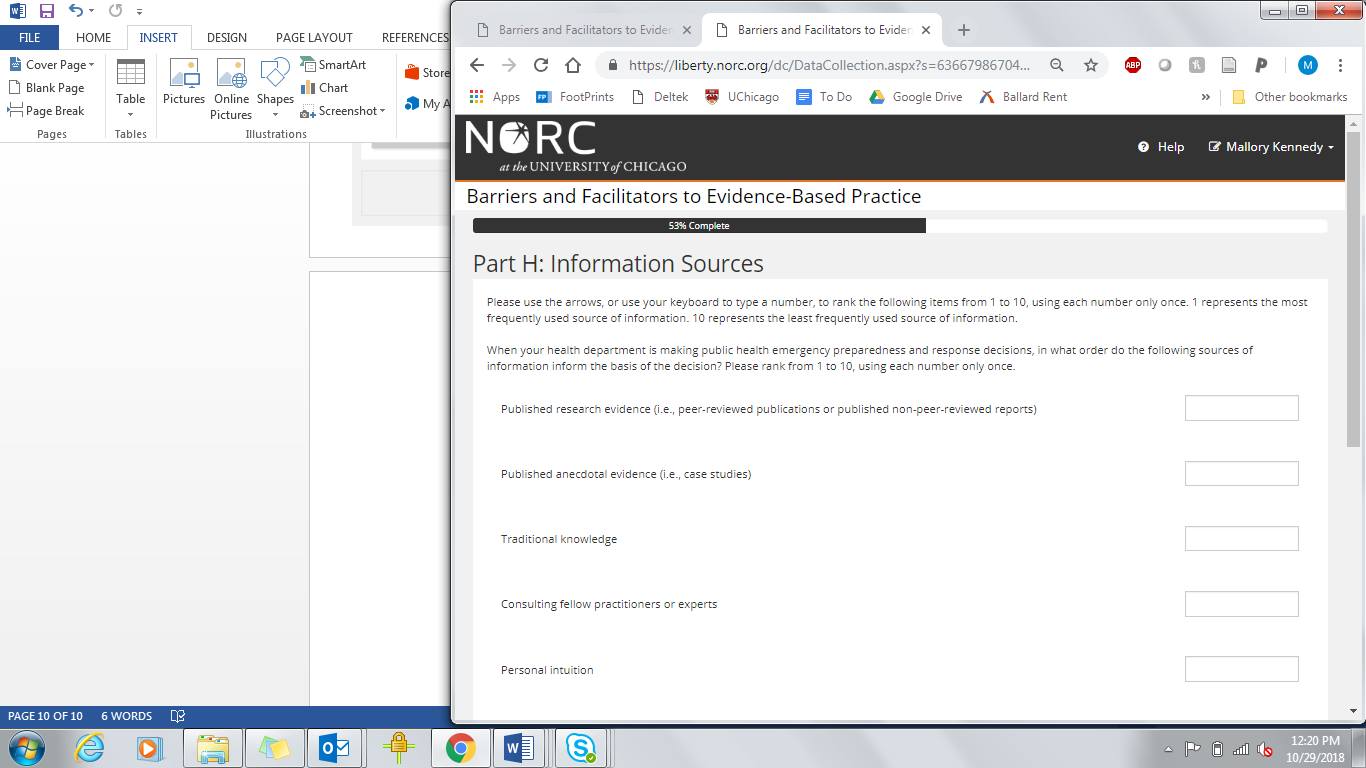 FILE HOME INSERT DESIGN PAGE LAYOUT REFERENCES
Cover Page
Blank Page
Page Break
Pages
Table
Tables
Pictures
Online
Pictures
Shapes
SmartArt
Chart
Screenshot
Illustrations
Store
My A
PAGE 10 OF 10 6 WORDS
Barriers and Facilitators to Eviden
Barriers and Facilitators to Eviden
https://liberty.norc.org/dc/DataCollection.aspx?s=63667986704...
ABP
M
Apps FootPrints Deltek UChicago To Do Google Drive Ballard Rent » Other bookmarks
NORC
at the UNIVERSITY of CHICAGO
Help Mallory Kennedy
Barriers and Facilitators to Evidence-Based Practice
53% Complete
Part H: Information Sources
Please use the arrows, or use your keyboard to type a number, to rank the following items from 1 to 10, using each number only once. 1 represents the most
frequently used source of information. 10 represents the least frequently used source of information.
When your health department is making public health emergency preparedness and response decisions, in what order do the following sources of
information inform the basis of the decision? Please rank from 1 to 10, using each number only once.
Published research evidence (i.e., peer-reviewed publications or published non-peer-reviewed reports)
Published anecdotal evidence (i.e., case studies)
Traditional knowledge
Consulting fellow practitioners or experts
Personal intuition
12:20 PM
10/29/2018